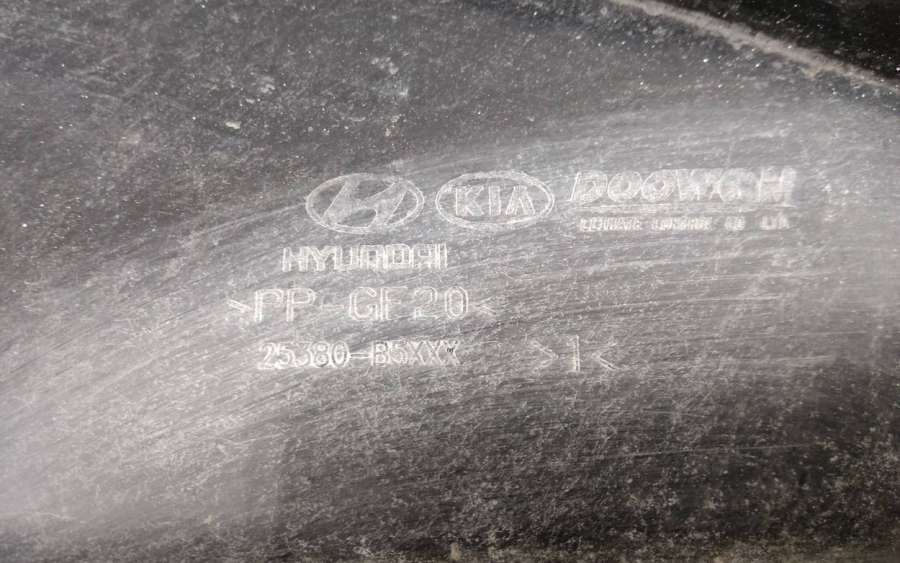 KIA DOOWON
HYUNDAI
>PP-GF20<
25380-B5XXX >1<